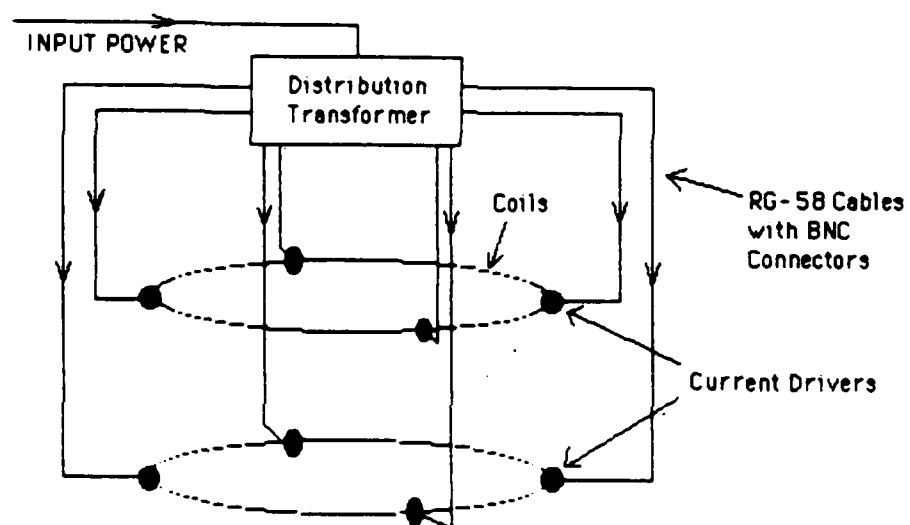 INPUT POWER
Distribution
Transformer
Coils
RG-58 Cables
with BNC
Connectors
Current Drivers